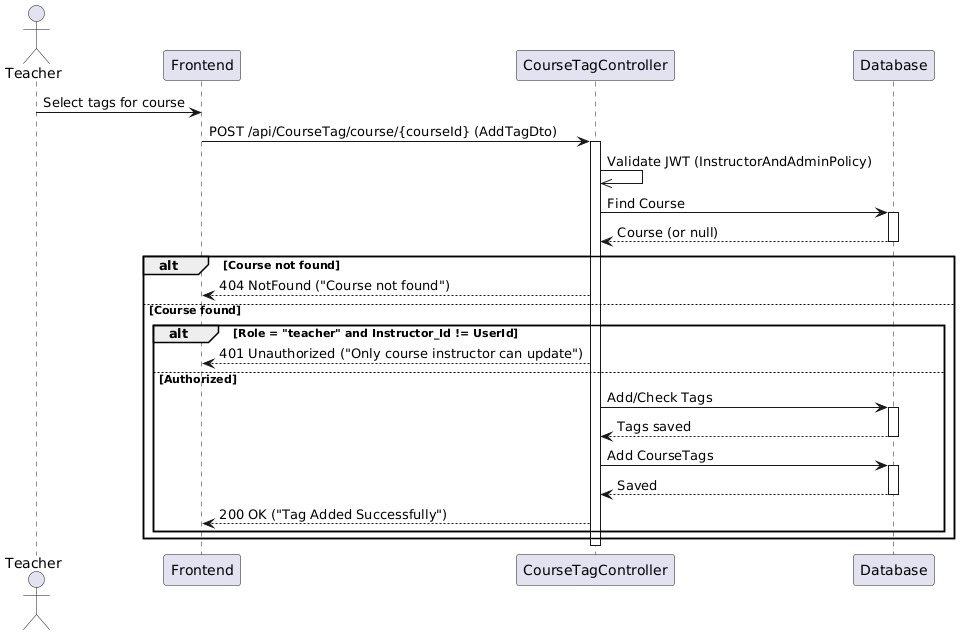 Teacher
Frontend
CourseTagController
Database
Select tags for course
POST /api/CourseTag/course/{courseId} (AddTagDto)
Validate JWT (InstructorAndAdminPolicy)
Find Course
Course (or null)
alt [Course not found]
404 NotFound ("Course not found")
[Course found]
alt [Role = "teacher" and Instructor_Id != UserId]
401 Unauthorized ("Only course instructor can update")
[Authorized]
Add/Check Tags
Tags saved
Add CourseTags
Saved
200 OK ("Tag Added Successfully")
Teacher
Frontend
CourseTagController
Database